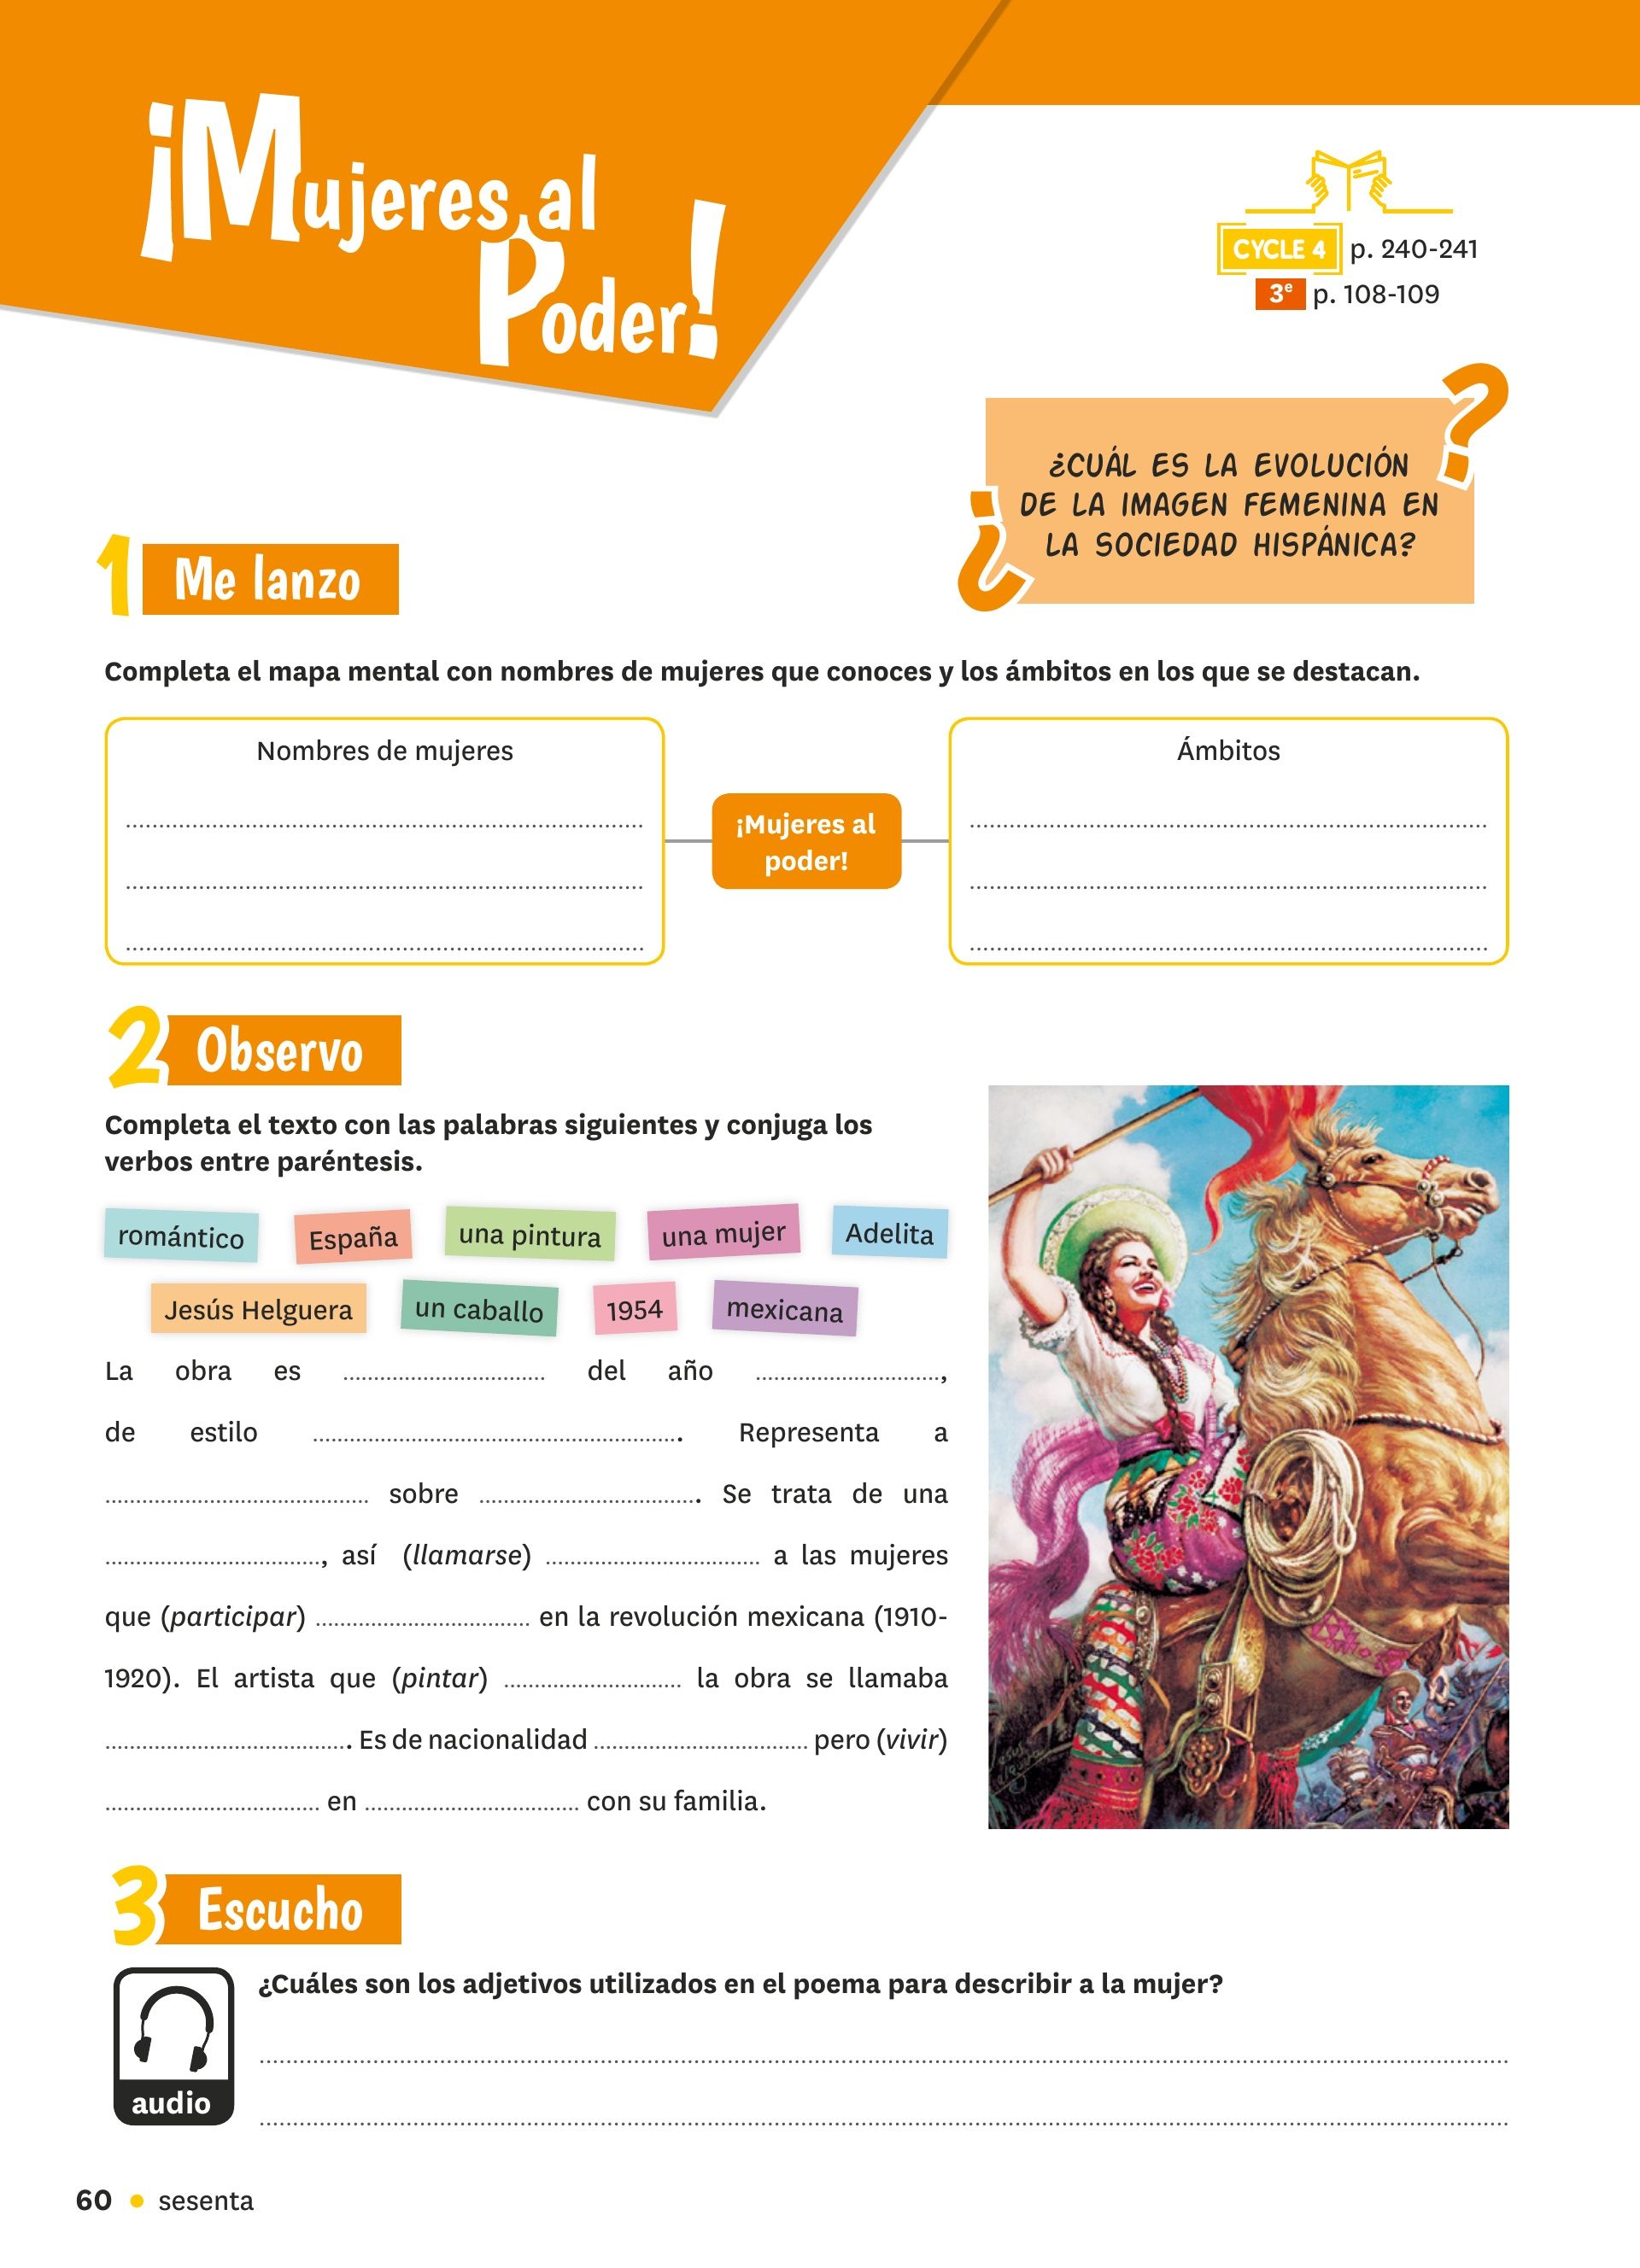 ¡Mujeres al
Poder!
CYCLE 4 p. 240-241
3e p. 108-109
¿CUÁL ES LA EVOLUCIÓN
DE LA IMAGEN FEMENINA EN
LA SOCIEDAD HISPÁNICA?
1 Me lanzo
Completa el mapa mental con nombres de mujeres que conoces y los ámbitos en los que se destacan.
Nombres de mujeres
¡Mujeres al
poder!
Ámbitos
2 Observo
Completa el texto con las palabras siguientes y conjuga los
verbos entre paréntesis.
romántico España una pintura una mujer Adelita
Jesús Helguera un caballo 1954 mexicana
La obra es .............................. del año ..............................,
de estilo .............................. . Representa a
.............................. sobre .............................. . Se trata de una
.............................., así (llamarse) .............................. a las mujeres
que (participar) .............................. en la revolución mexicana (1910-
1920). El artista que (pintar) .............................. la obra se llamaba
.............................. . Es de nacionalidad .............................. pero (vivir)
.............................. en .............................. con su familia.
3 Escucho
audio
¿Cuáles son los adjetivos utilizados en el poema para describir a la mujer?
60 • sesenta